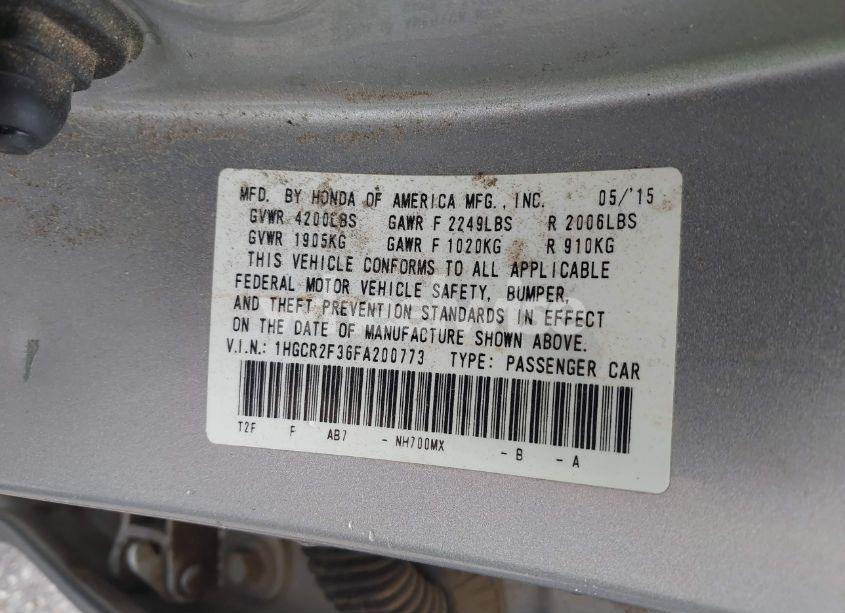 MFD. BY HONDA OF AMERICA MFG., INC. 05/'15
GVWR 4200LBS GAWR F 2249LBS R 2006LBS
GVWR 1905KG GAWR F 1020KG R 910KG
THIS VEHICLE CONFORMS TO ALL APPLICABLE
FEDERAL MOTOR VEHICLE SAFETY, BUMPER,
AND THEFT PREVENTION STANDARDS IN EFFECT
ON THE DATE OF MANUFACTURE SHOWN ABOVE.
V.I.N.: 1HGCR2F36FA200773 TYPE: PASSENGER CAR
T2F F AB7 - NH700MX - B - A